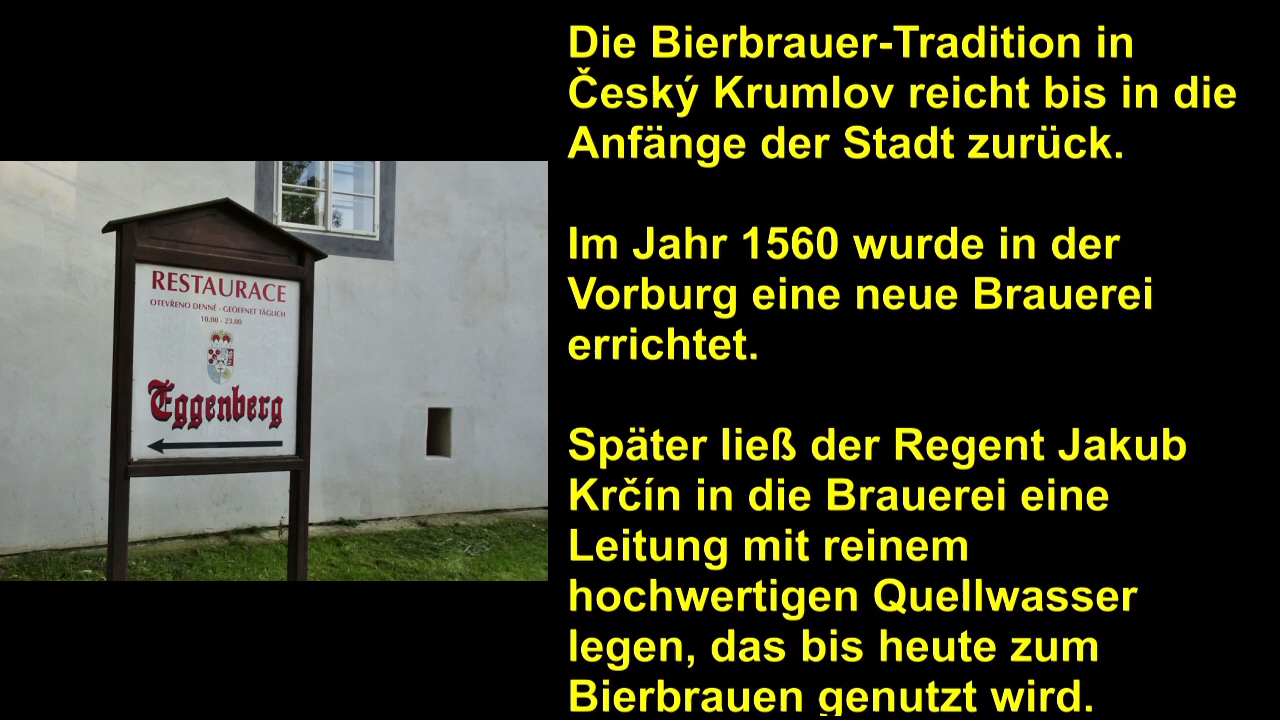 Die Bierbrauer-Tradition in
Český Krumlov reicht bis in die
Anfänge der Stadt zurück.
Im Jahr 1560 wurde in der
Vorburg eine neue Brauerei
errichtet.
Später ließ der Regent Jakub
Krčín in die Brauerei eine
Leitung mit reinem
hochwertigen Quellwasser
legen, das bis heute zum
Bierbrauen genutzt wird.
RESTAURACE
OTEVŘENO DENNĚ - GEÖFFNET TÄGLICH
10.00 - 23.00
Eggenberg